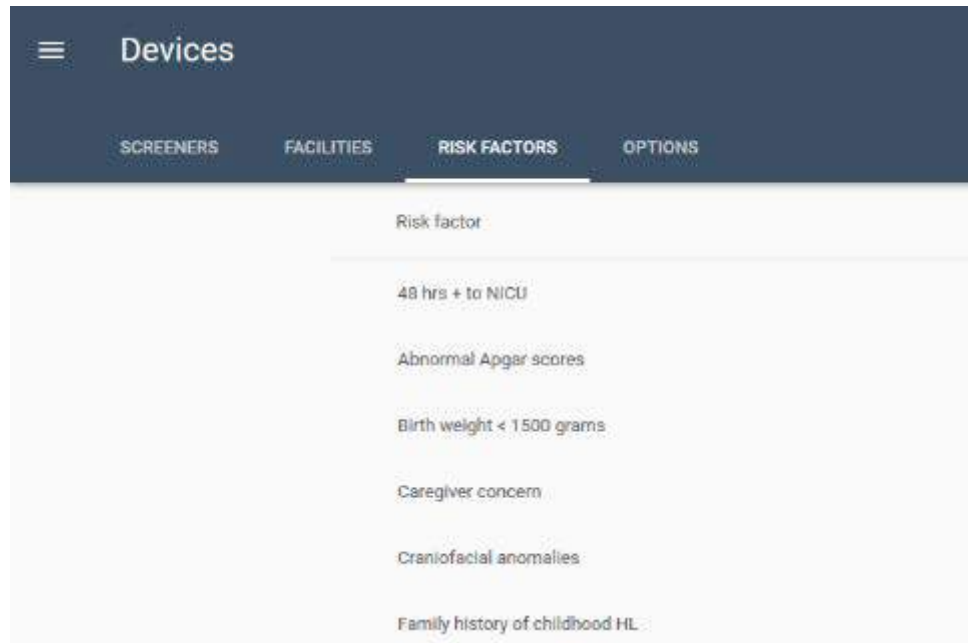 Devices
SCREENERS FACILITIES RISK FACTORS OPTIONS
Risk factor
48 hrs + to NICU
Abnormal Apgar scores
Birth weight < 1500 grams
Caregiver concern
Craniofacial anomalies
Family history of childhood HL